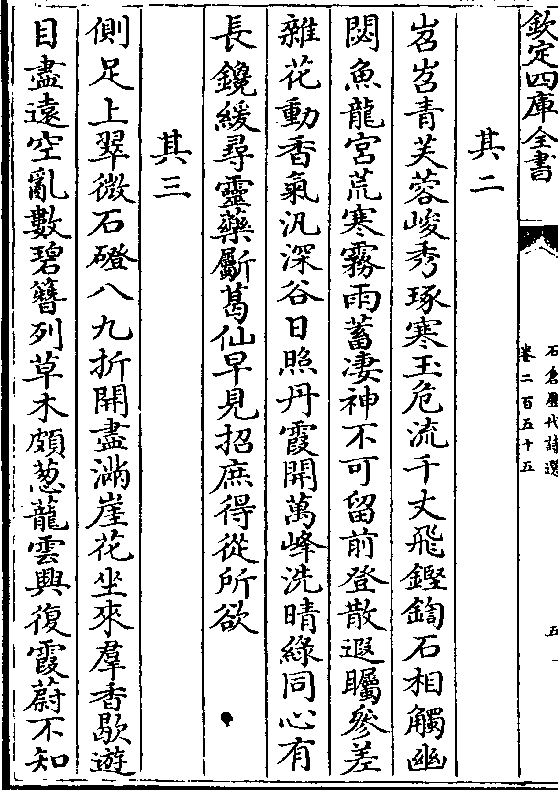 欽定四庫全書
石倉歷代詩選
卷二百五十五
五
其二
岧岧青芙蓉峻秀琢寒玉危流千丈飛鏗鍧石相觸幽
閟魚龍宮荒寒霧雨蓄凄神不可留前登散遐矚參差
雜花動香氣汎深谷日照丹霞開萬峰洗晴綠同心有
長鑱緩尋靈藥斸葛仙早見招庶得從所欲
其三
側足上翠微石磴八九折開盡滿崖花坐來羣香歇遊
目盡遠空亂數碧簪列草木頗葱蘢雲興復霞蔚不知